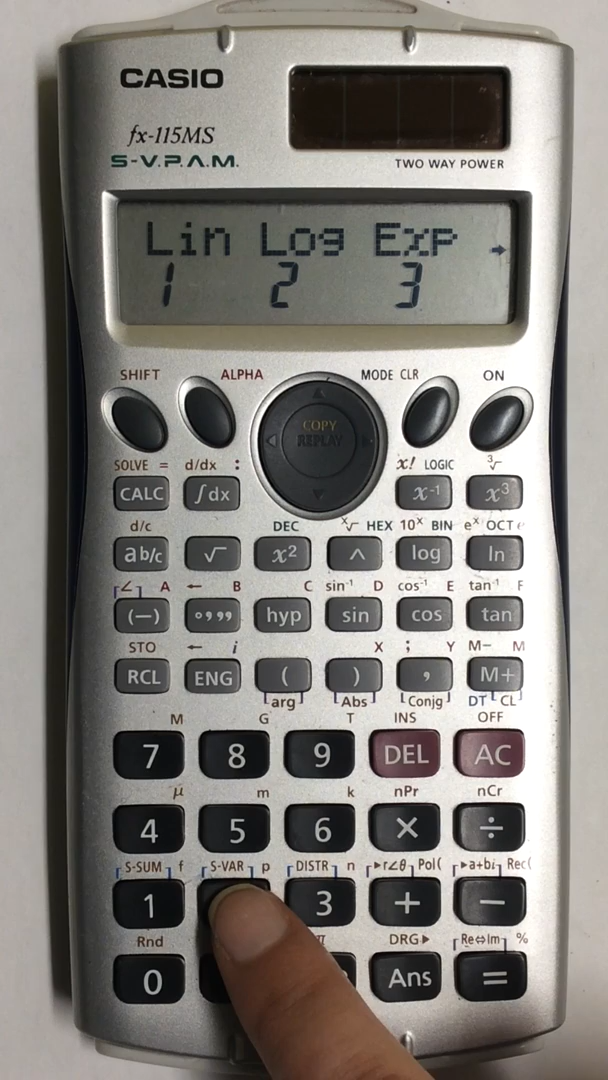 CASIO
fx-115MS
S-V.P.A.M.
TWO WAY POWER
Lin Log Exp →
1 2 3
SHIFT ALPHA MODE CLR ON
COPY
REPLAY
SOLVE = d/dx : x! LOGIC ³√
CALC ∫dx x⁻¹ x³
d/c DEC ˣ√ HEX 10ˣ BIN eˣ OCT
ab/c √ x² ^ log ln
∠ A ← B C sin⁻¹ D cos⁻¹ E tan⁻¹ F
(−) °,,, hyp sin cos tan
STO ← i X ; Y M− M
RCL ENG ( ) , M+
arg Abs Conjg DT CL
M G T INS OFF
7 8 9 DEL AC
μ m k nPr nCr
4 5 6 × ÷
S-SUM f S-VAR p DISTR n ▶r∠θ Pol( ▶a+bi Rec(
1 3 + −
Rnd π DRG▶ Re⇔Im %
0 Ans =